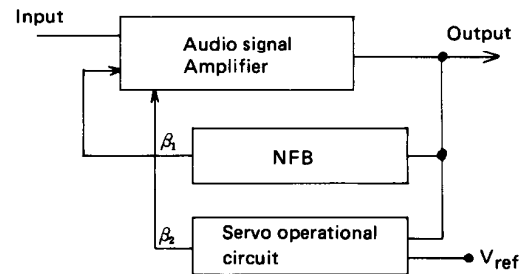 Input
Audio signal
Amplifier
Output
β₁
NFB
β₂
Servo operational
circuit
Vref